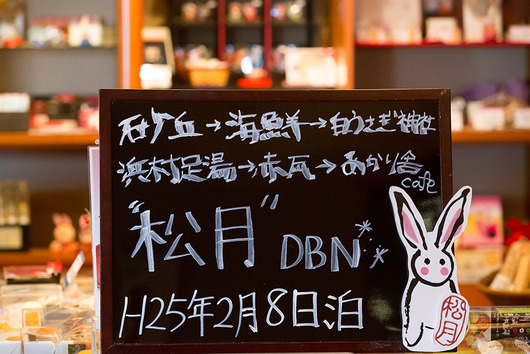 砂丘→海鮮→白うさぎ神社
浜村足湯→赤瓦→あかり舎
cafe
"松月" DBN
H25年2月8日泊
松月